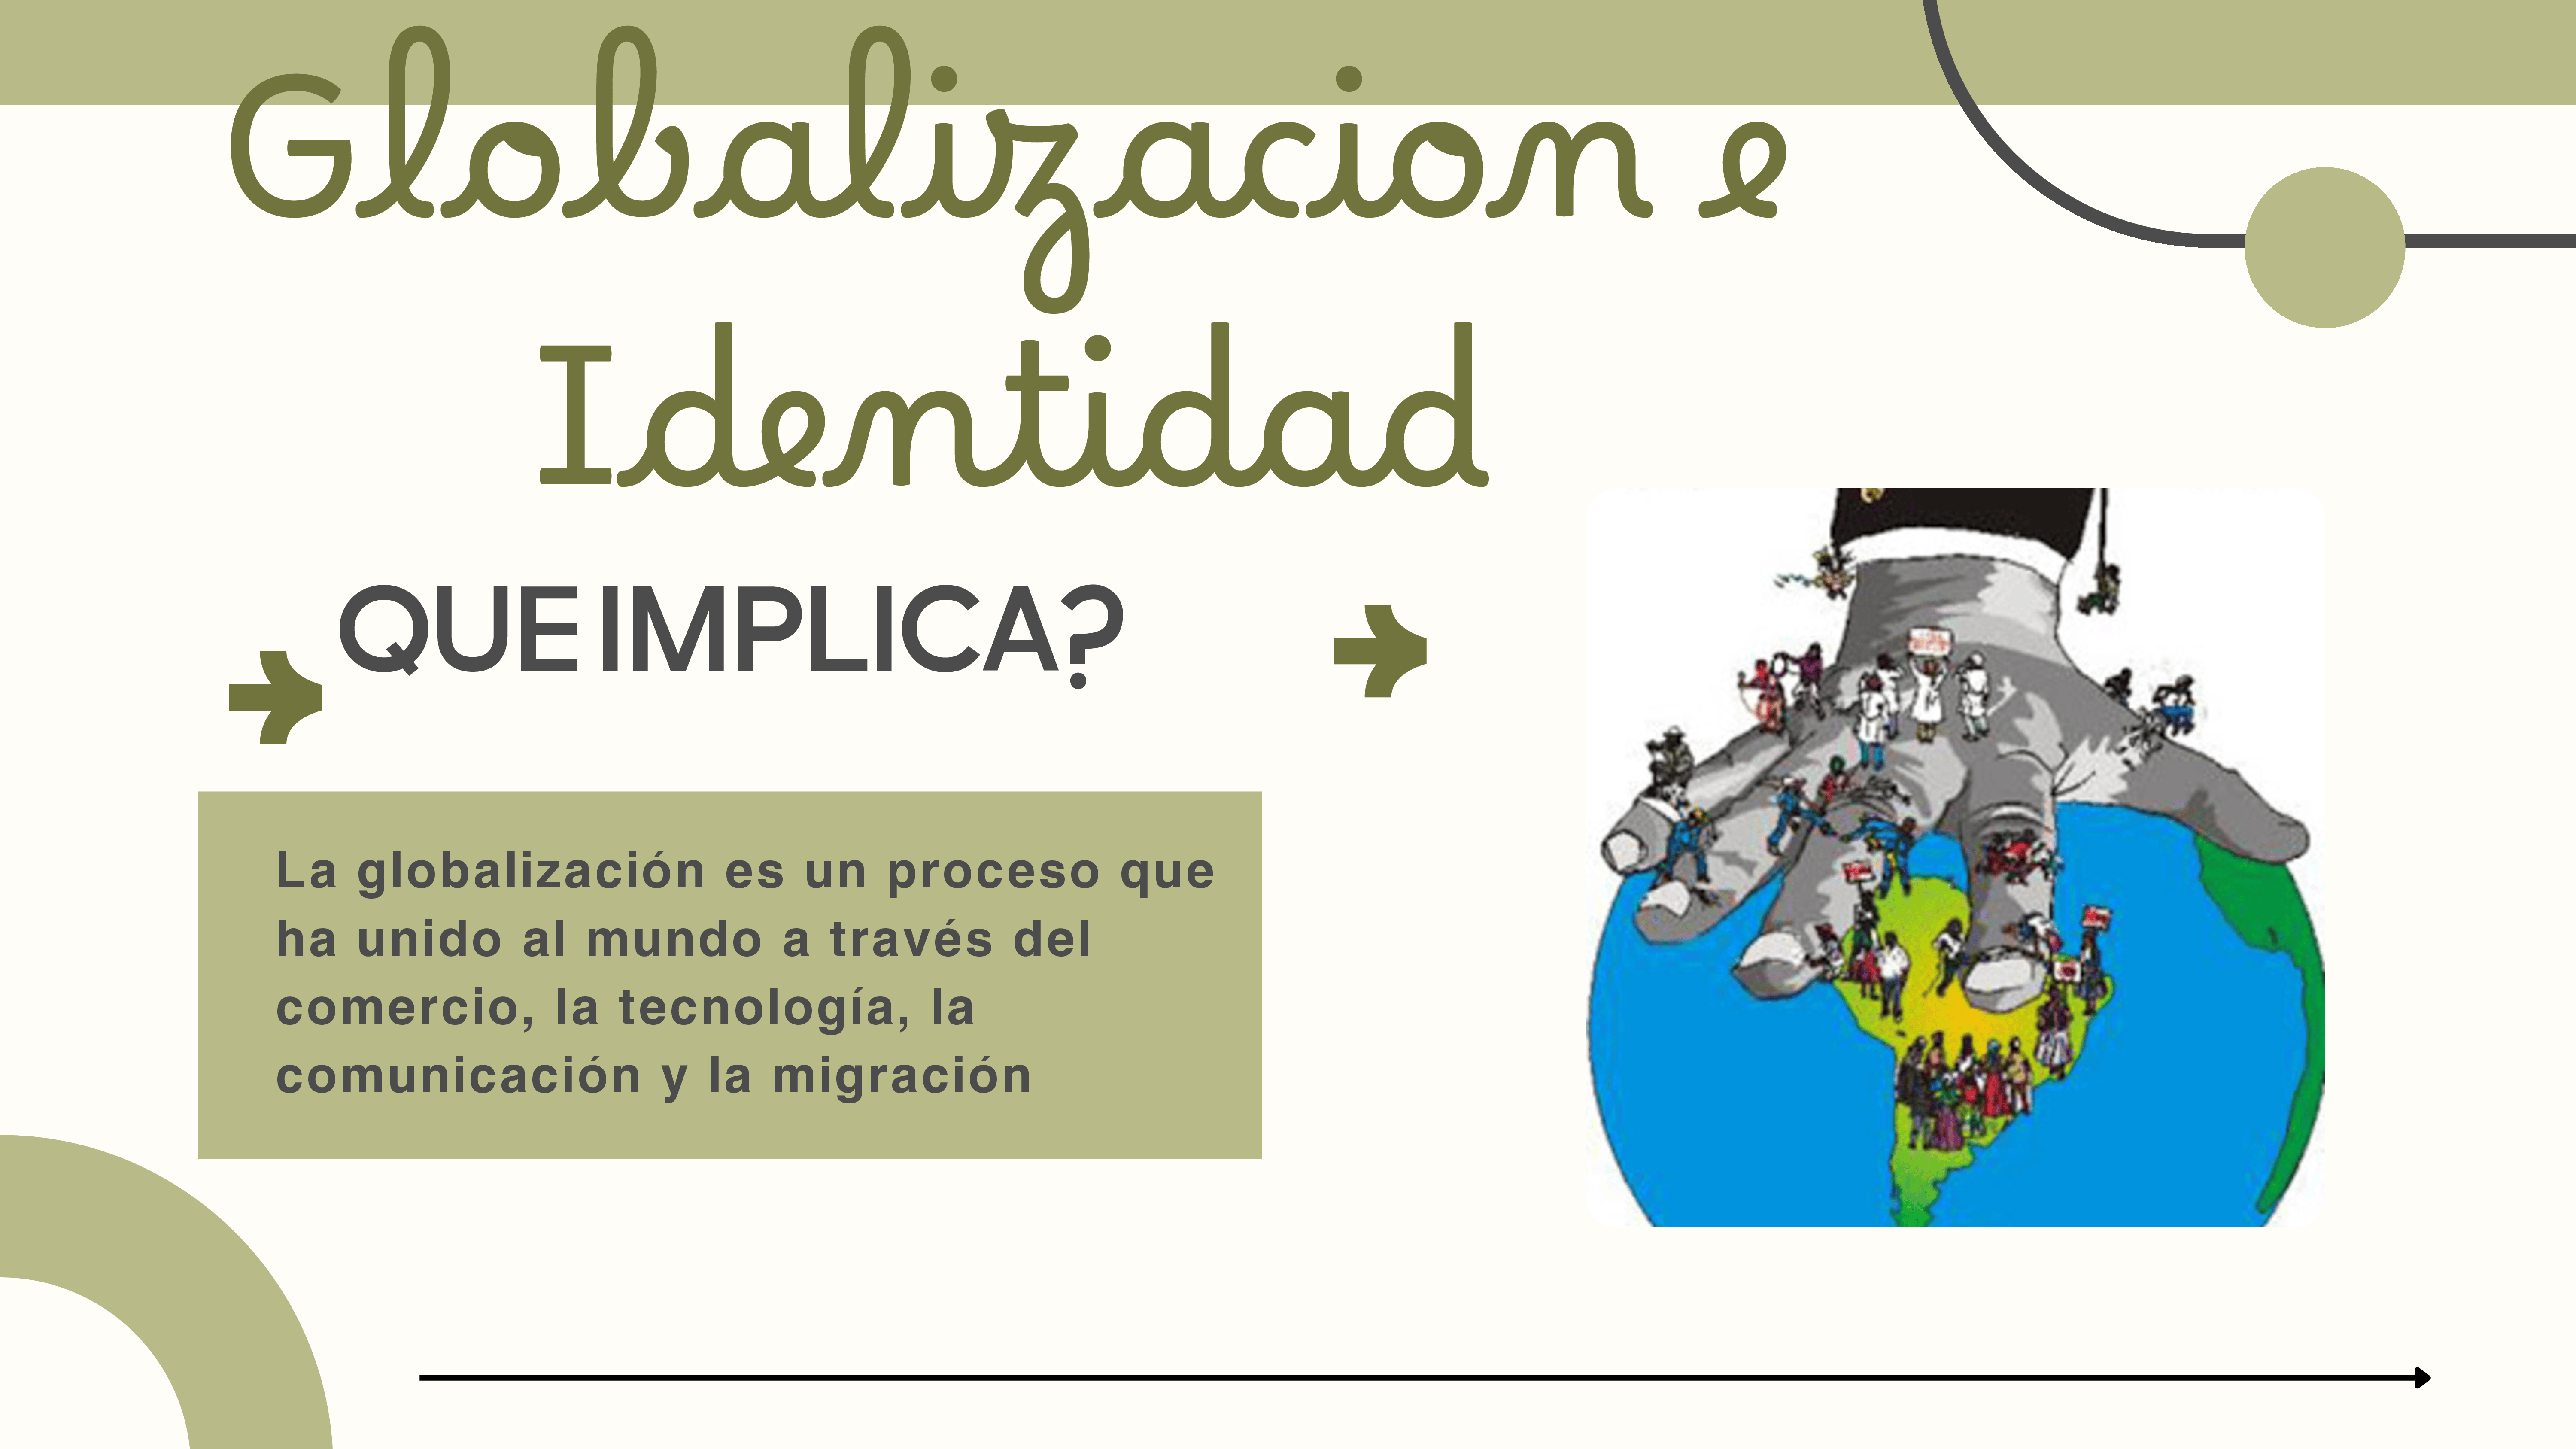 Globalizacion e
Identidad
QUE IMPLICA?
La globalización es un proceso que
ha unido al mundo a través del
comercio, la tecnología, la
comunicación y la migración